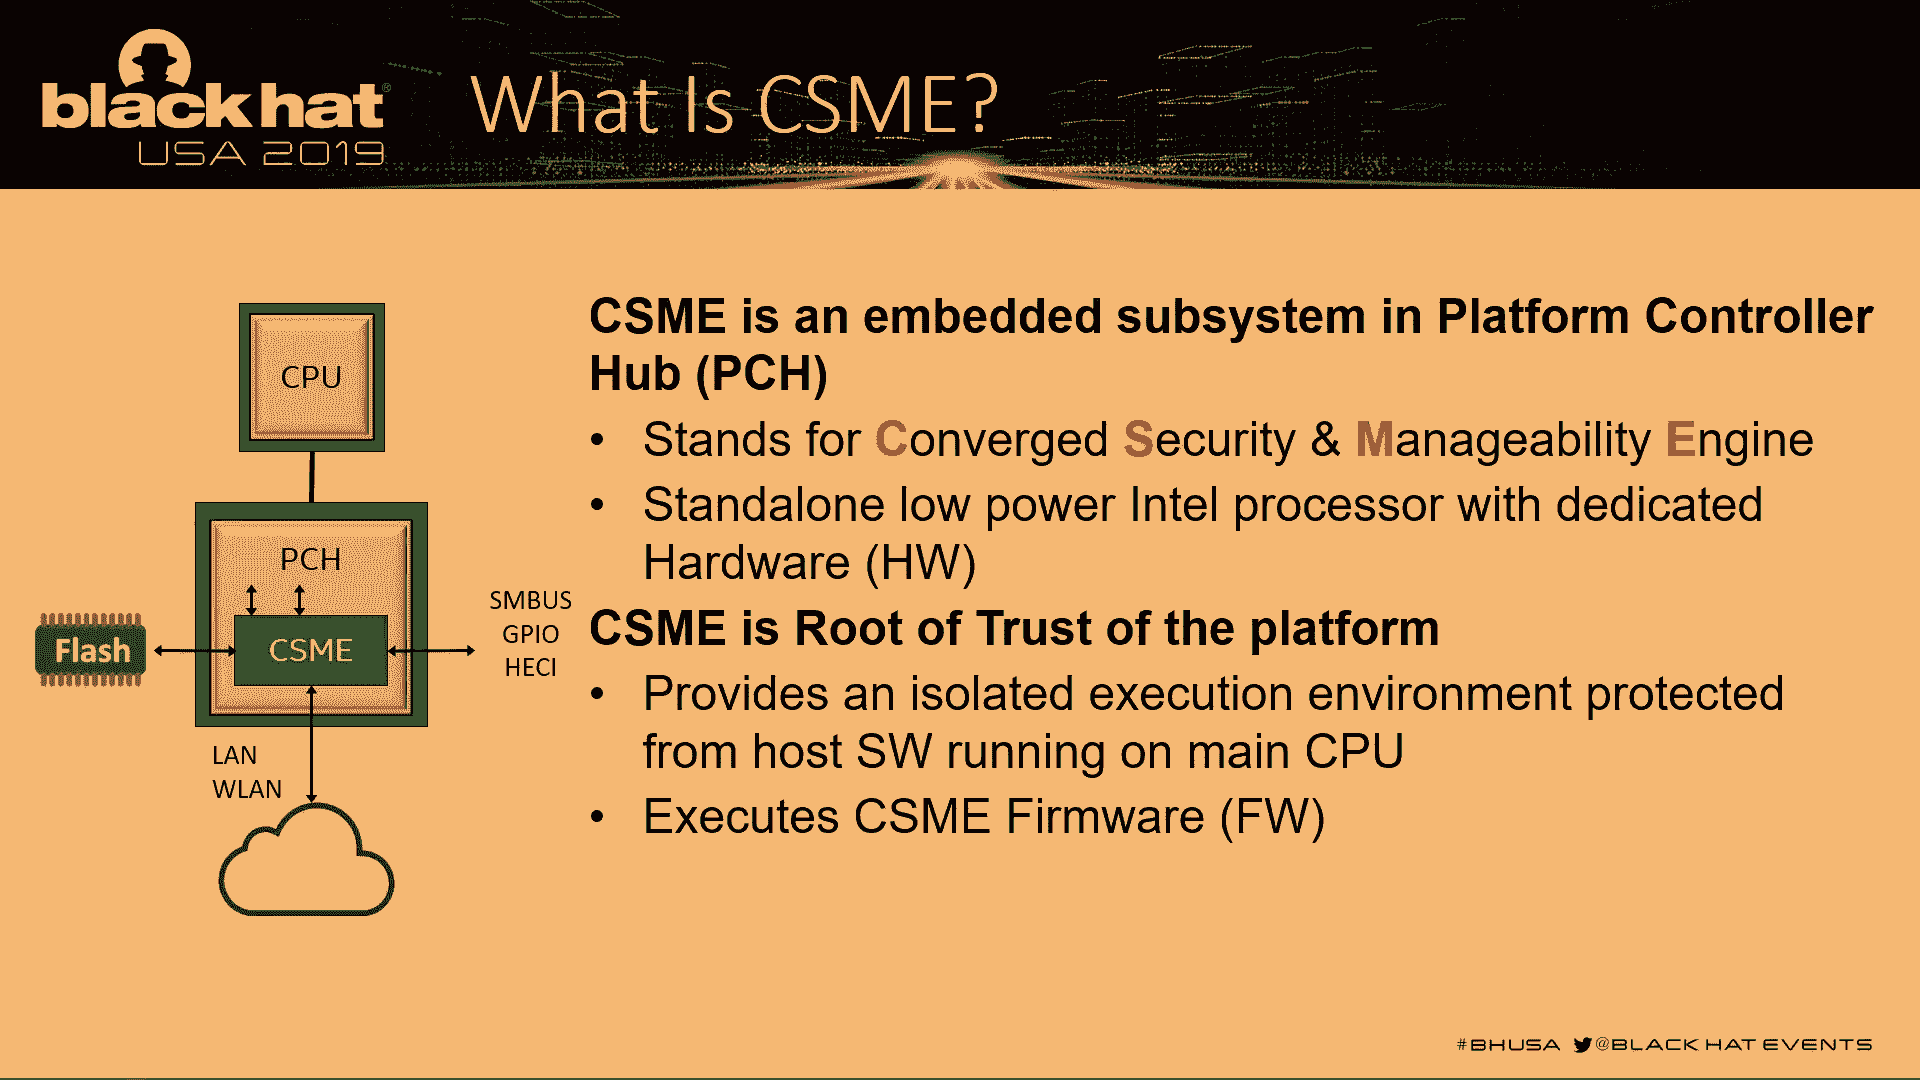 black hat®
USA 2019
What Is CSME?
CPU
PCH
CSME
Flash
SMBUS
GPIO
HECI
LAN
WLAN
CSME is an embedded subsystem in Platform Controller
Hub (PCH)
• Stands for Converged Security & Manageability Engine
• Standalone low power Intel processor with dedicated
Hardware (HW)
CSME is Root of Trust of the platform
• Provides an isolated execution environment protected
from host SW running on main CPU
• Executes CSME Firmware (FW)
#BHUSA @BLACK HAT EVENTS